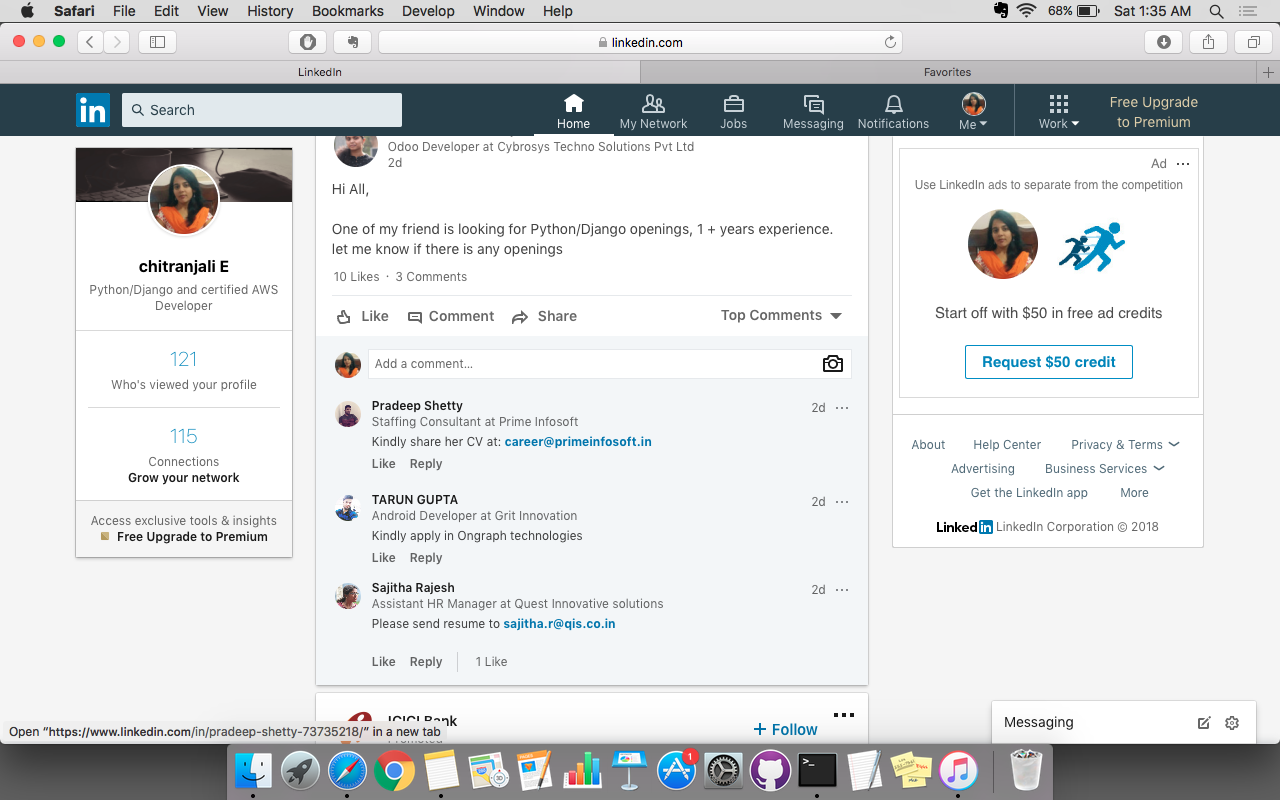 Safari File Edit View History Bookmarks Develop Window Help 68% Sat 1:35 AM
linkedin.com
LinkedIn Favorites
in Search Home My Network Jobs Messaging Notifications Me Work Free Upgrade to Premium
chitranjali E
Python/Django and certified AWS
Developer
121
Who's viewed your profile
115
Connections
Grow your network
Access exclusive tools & insights
Free Upgrade to Premium
Odoo Developer at Cybrosys Techno Solutions Pvt Ltd
2d
Hi All,
One of my friend is looking for Python/Django openings, 1 + years experience.
let me know if there is any openings
10 Likes · 3 Comments
Like Comment Share Top Comments
Add a comment...
Pradeep Shetty 2d
Staffing Consultant at Prime Infosoft
Kindly share her CV at: career@primeinfosoft.in
Like Reply
TARUN GUPTA 2d
Android Developer at Grit Innovation
Kindly apply in Ongraph technologies
Like Reply
Sajitha Rajesh 2d
Assistant HR Manager at Quest Innovative solutions
Please send resume to sajitha.r@qis.co.in
Like Reply 1 Like
ICICI Bank
Promoted
+ Follow
Ad
Use LinkedIn ads to separate from the competition
Start off with $50 in free ad credits
Request $50 credit
About Help Center Privacy & Terms
Advertising Business Services
Get the LinkedIn app More
LinkedIn LinkedIn Corporation © 2018
Messaging
Open "https://www.linkedin.com/in/pradeep-shetty-73735218/" in a new tab
1